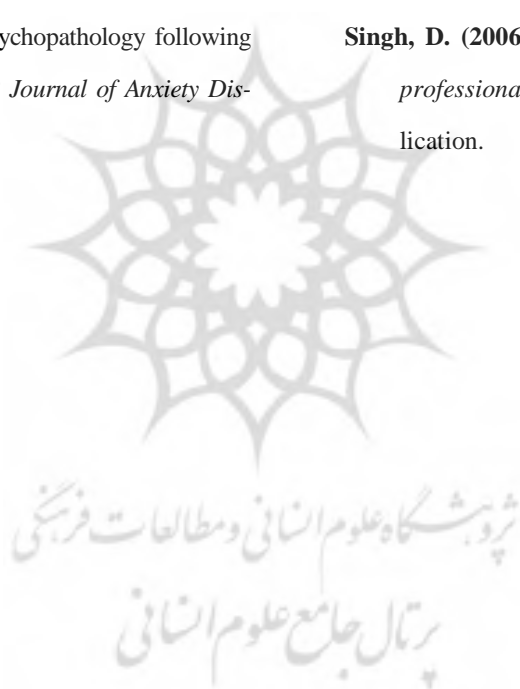 ychopathology following
Journal of Anxiety Dis-
Singh, D. (2006
professiona
lication.
پژوهشگاه علوم انسانی و مطالعات فرهنگی
پرتال جامع علوم انسانی